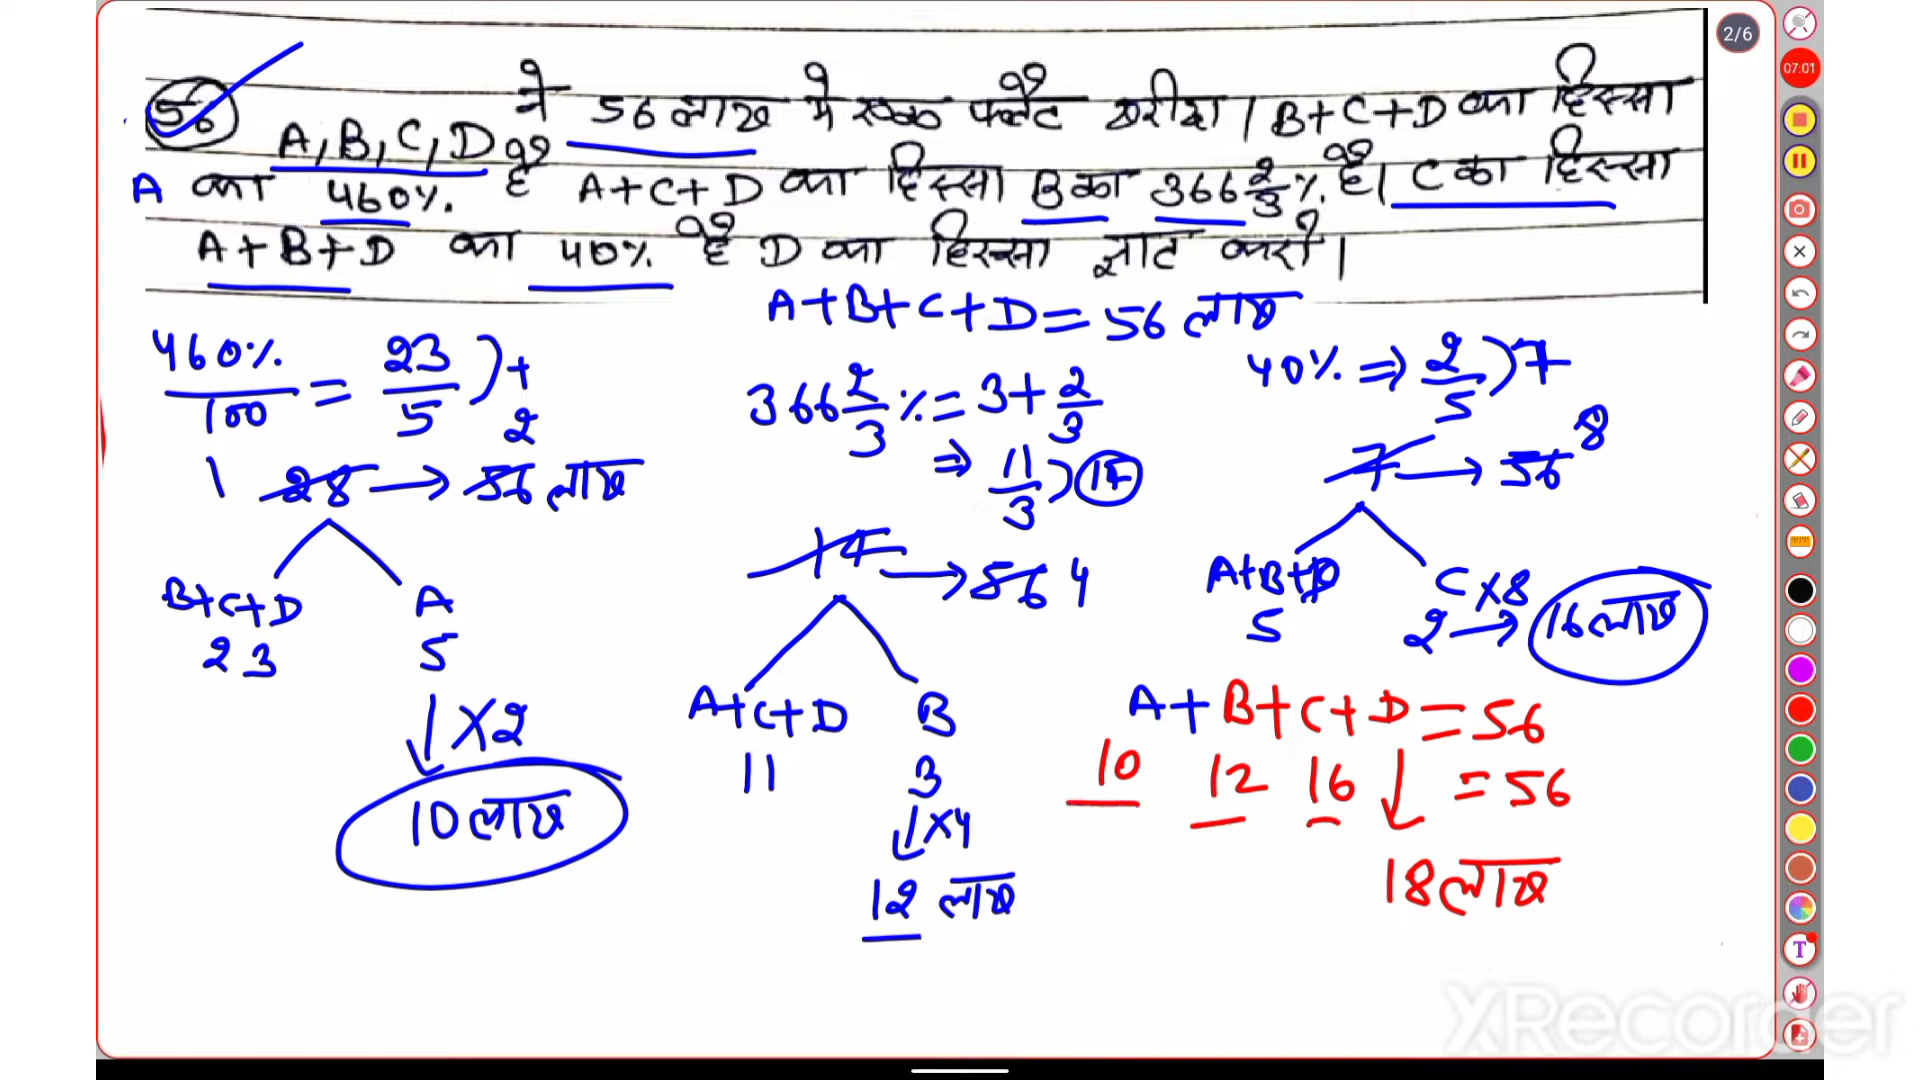 2/6
07:01
56 A, B, C, D ने 56 लाख मे एक फ्लैट खरीदा। B+C+D का हिस्सा
A का 460% है A+C+D का हिस्सा B का 366 2/3 % है। C का हिस्सा
A+B+D का 40% है D का हिस्सा ज्ञात करो।
A+B+C+D = 56 लाख
460%/100 = 23/5 ) +
2
1 28 → 56 लाख
B+C+D A
23 5
↓ ×2
10 लाख
366 2/3 % = 3 + 2/3
⇒ 11/3 ) 14
14 → 56 4
A+C+D B
11 3
↓ ×4
12 लाख
40% ⇒ 2/5 ) 7
7 → 56 8
A+B+D C ×8
5 2 → 16 लाख
A+B+C+D = 56
10 12 16 ↓ = 56
18 लाख
T
XRecorder